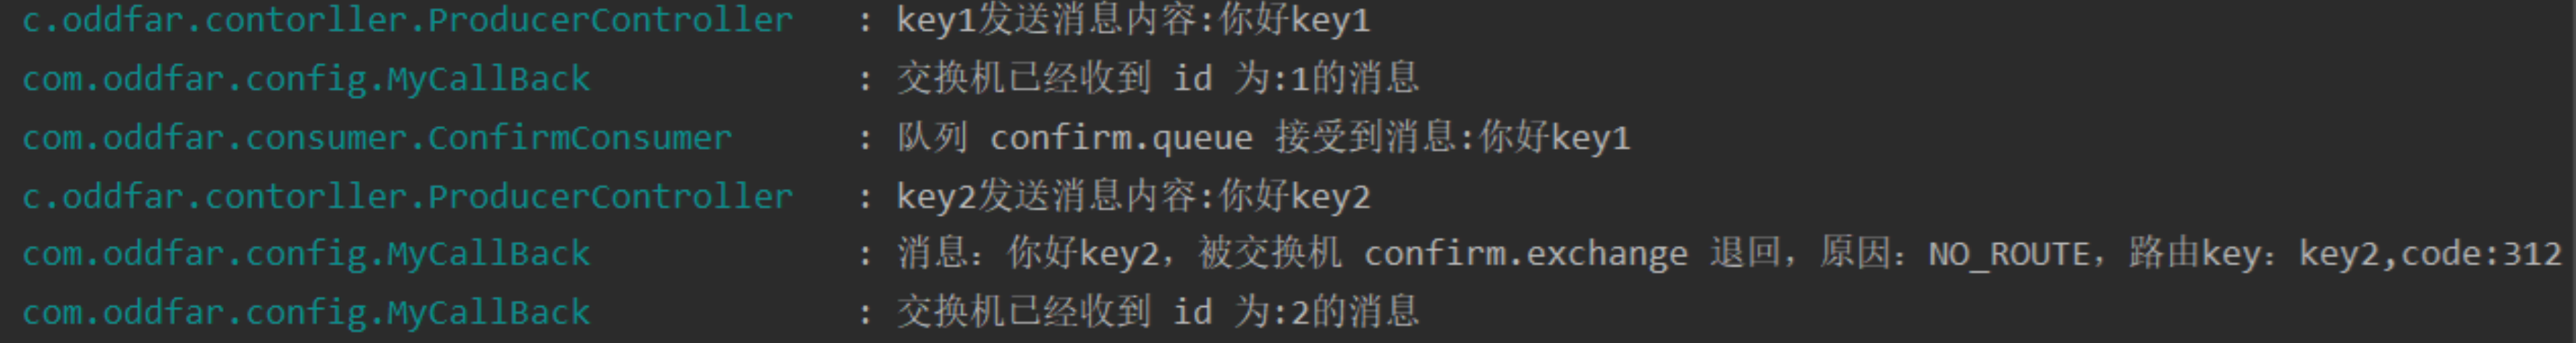 c.oddfar.contorller.ProducerController : key1发送消息内容:你好key1
com.oddfar.config.MyCallBack : 交换机已经收到 id 为:1的消息
com.oddfar.consumer.ConfirmConsumer : 队列 confirm.queue 接受到消息:你好key1
c.oddfar.contorller.ProducerController : key2发送消息内容:你好key2
com.oddfar.config.MyCallBack : 消息：你好key2，被交换机 confirm.exchange 退回，原因：NO_ROUTE，路由key：key2,code:312
com.oddfar.config.MyCallBack : 交换机已经收到 id 为:2的消息